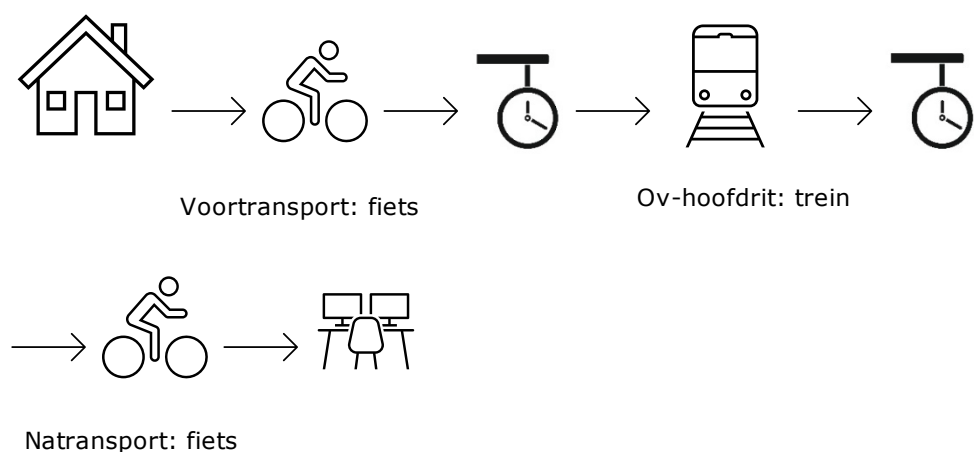 Voortransport: fiets
Ov-hoofdrit: trein
Natransport: fiets